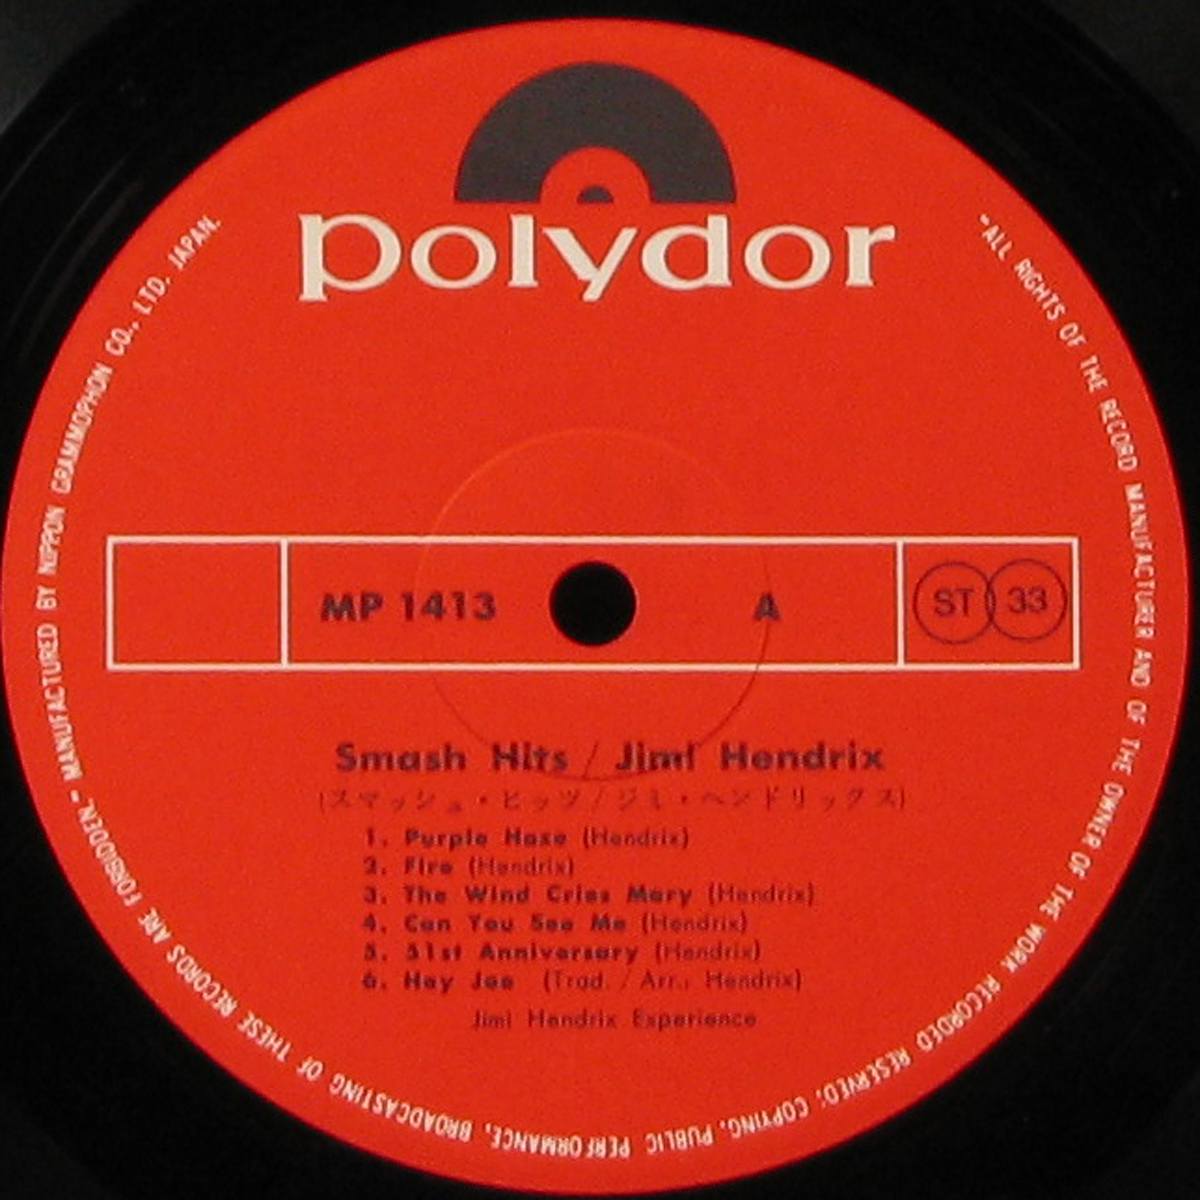 polydor
MP 1413
A
ST 33
Smash Hits / Jimi Hendrix
(スマッシュ・ヒッツ/ジミ・ヘンドリックス)
1. Purple Haze (Hendrix)
2. Fire (Hendrix)
3. The Wind Cries Mary (Hendrix)
4. Can You See Me (Hendrix)
5. 51st Anniversary (Hendrix)
6. Hey Joe (Trad. / Arr.: Hendrix)
Jimi Hendrix Experience
"ALL RIGHTS OF THE RECORD MANUFACTURER AND OF THE OWNER OF THE WORK RECORDED RESERVED; COPYING, PUBLIC PERFORMANCE, BROADCASTING OF THESE RECORDS ARE FORBIDDEN." MANUFACTURED BY NIPPON GRAMMOPHON CO., LTD. JAPAN.